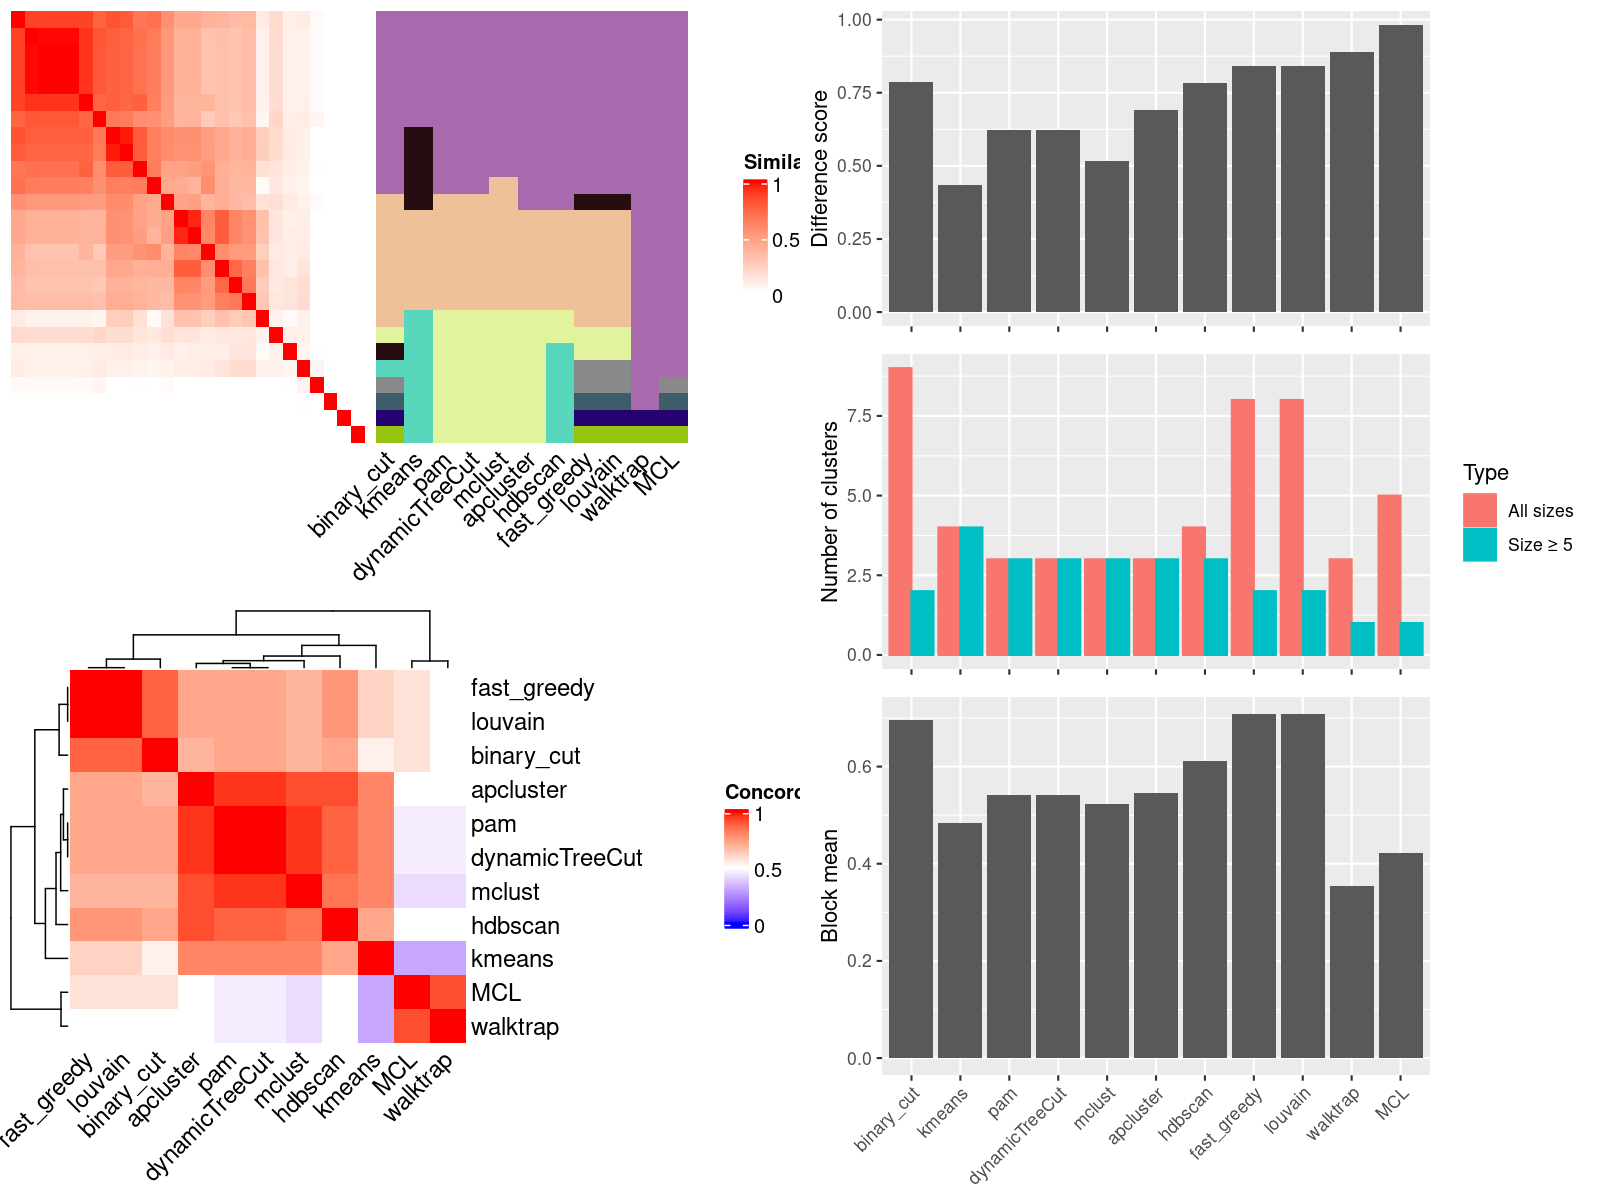 Simila
1
0.5
0
binary_cut
kmeans
pam
dynamicTreeCut
mclust
apcluster
hdbscan
fast_greedy
louvain
walktrap
MCL
fast_greedy
louvain
binary_cut
apcluster
pam
dynamicTreeCut
mclust
hdbscan
kmeans
MCL
walktrap
fast_greedy
louvain
binary_cut
apcluster
pam
dynamicTreeCut
mclust
hdbscan
kmeans
MCL
walktrap
Concord
1
0.5
0
Difference score
1.00
0.75
0.50
0.25
0.00
Number of clusters
7.5
5.0
2.5
0.0
Type
All sizes
Size ≥ 5
Block mean
0.6
0.4
0.2
0.0
binary_cut
kmeans
pam
dynamicTreeCut
mclust
apcluster
hdbscan
fast_greedy
louvain
walktrap
MCL